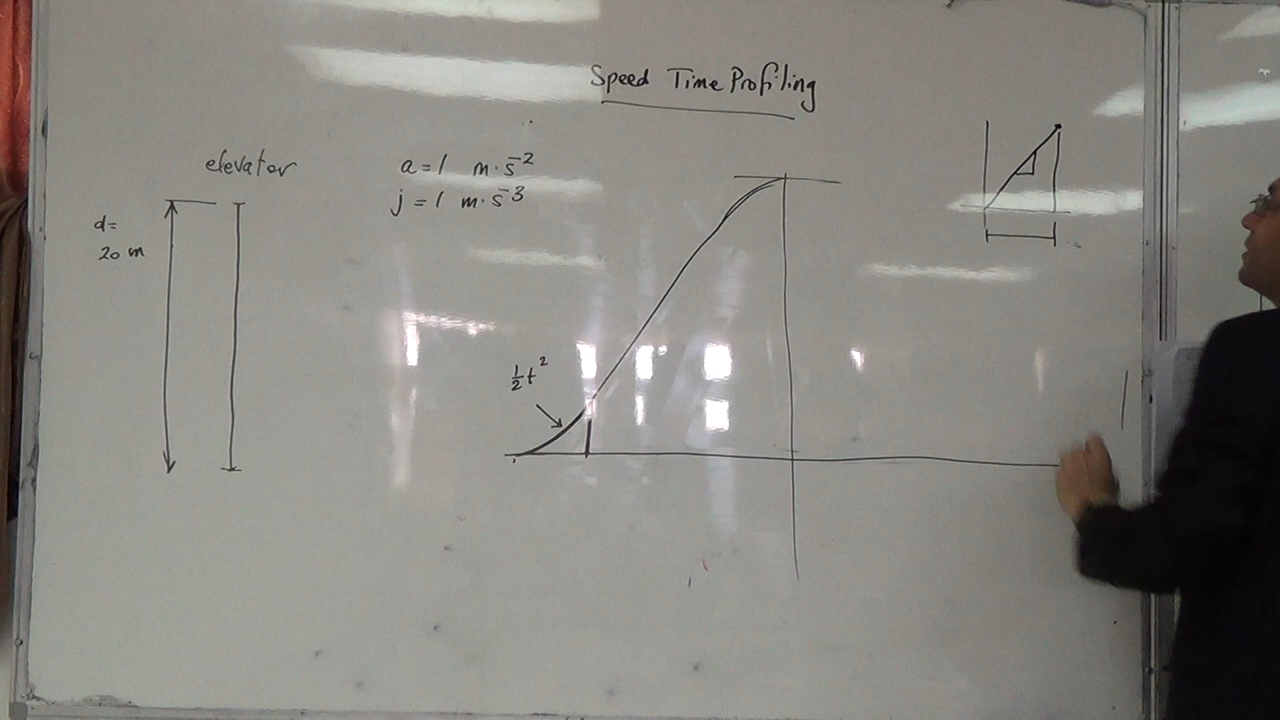 Speed Time Profiling
elevator
d=
20 m
a = 1 m·s⁻²
j = 1 m·s⁻³
½t²